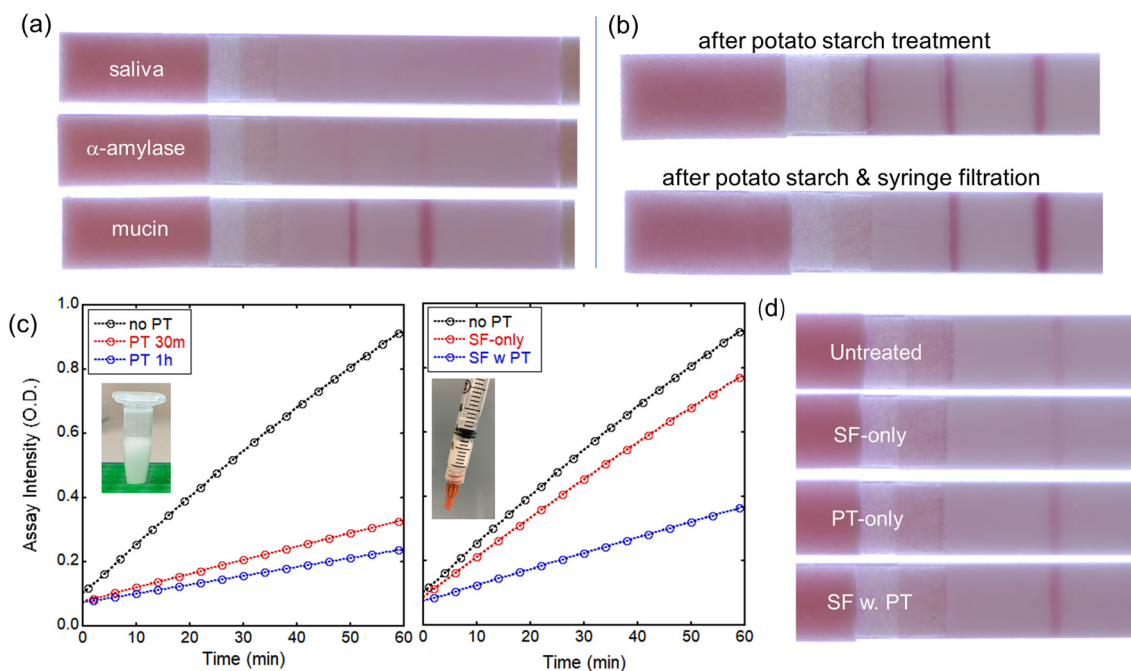 (a)
saliva
α-amylase
mucin
(b)
after potato starch treatment
after potato starch & syringe filtration
(c)
Assay Intensity (O.D.)
1.0
0.8
0.6
0.4
0.2
0.0
no PT
PT 30m
PT 1h
0 10 20 30 40 50 60
Time (min)
no PT
SF-only
SF w PT
0 10 20 30 40 50 60
Time (min)
(d)
Untreated
SF-only
PT-only
SF w. PT